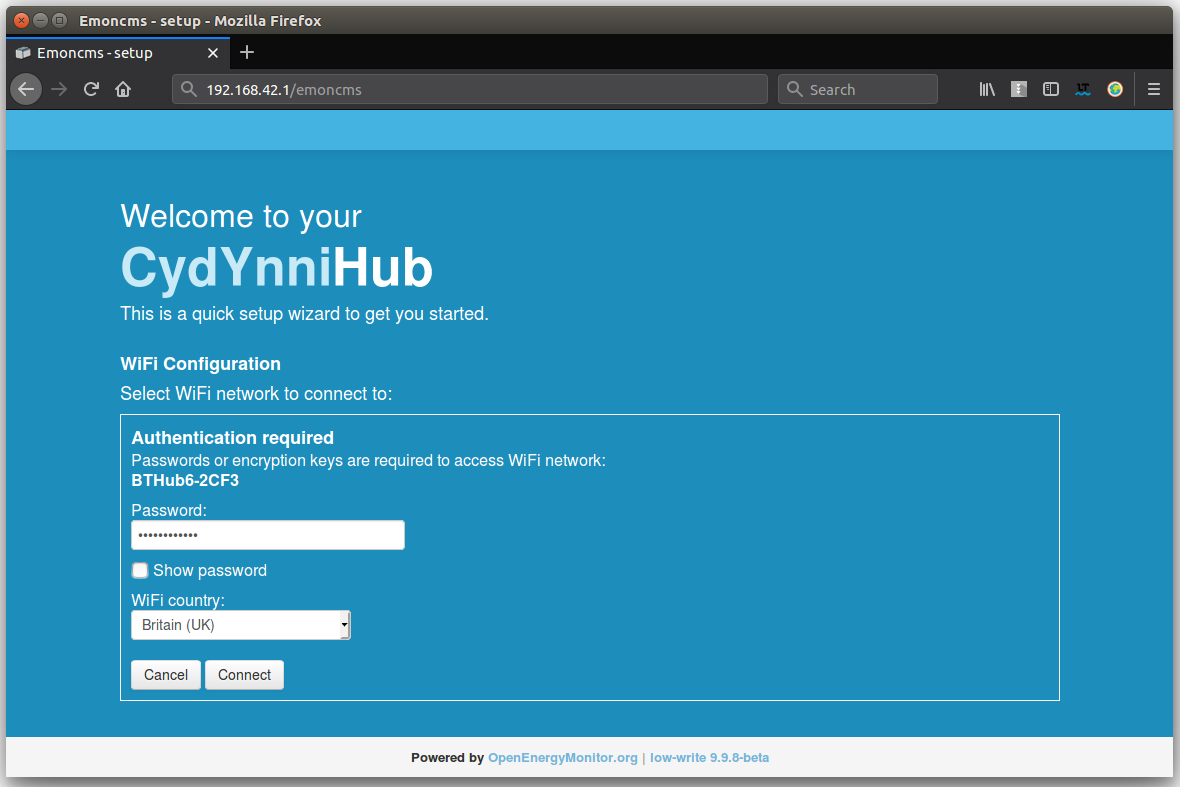 Emoncms - setup - Mozilla Firefox
Emoncms - setup
192.168.42.1/emoncms
Search
Welcome to your
CydYnniHub
This is a quick setup wizard to get you started.
WiFi Configuration
Select WiFi network to connect to:
Authentication required
Passwords or encryption keys are required to access WiFi network:
BTHub6-2CF3
Password:
••••••••••••
Show password
WiFi country:
Britain (UK)
Cancel Connect
Powered by OpenEnergyMonitor.org | low-write 9.9.8-beta